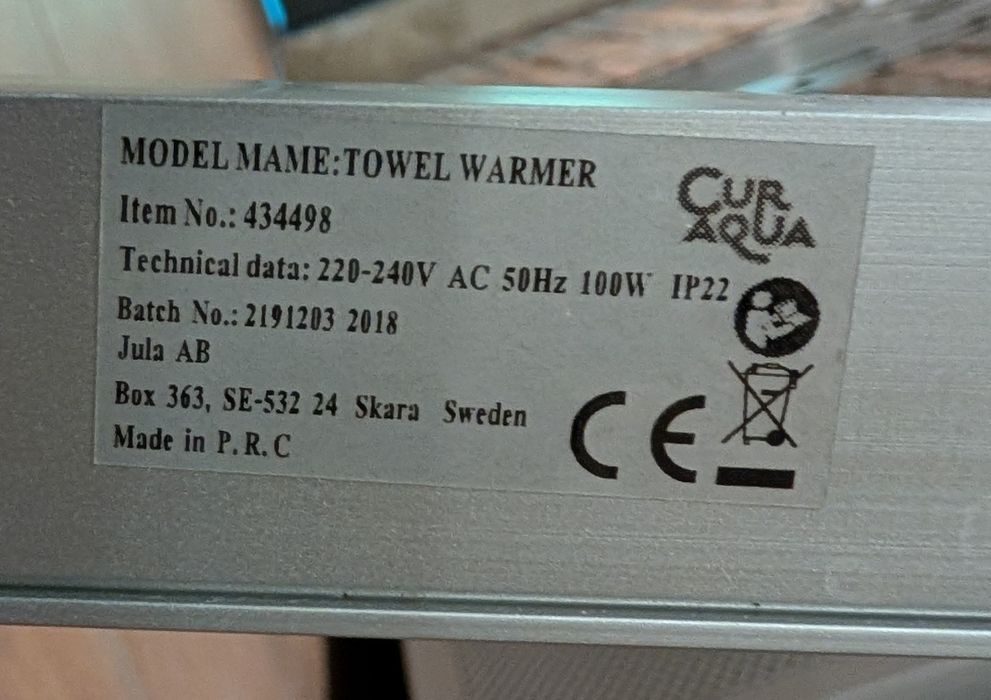 MODEL MAME:TOWEL WARMER
CUR
AQUA
Item No.: 434498
Technical data: 220-240V AC 50Hz 100W IP22
Batch No.: 2191203 2018
Jula AB
Box 363, SE-532 24 Skara Sweden
Made in P.R.C
CE